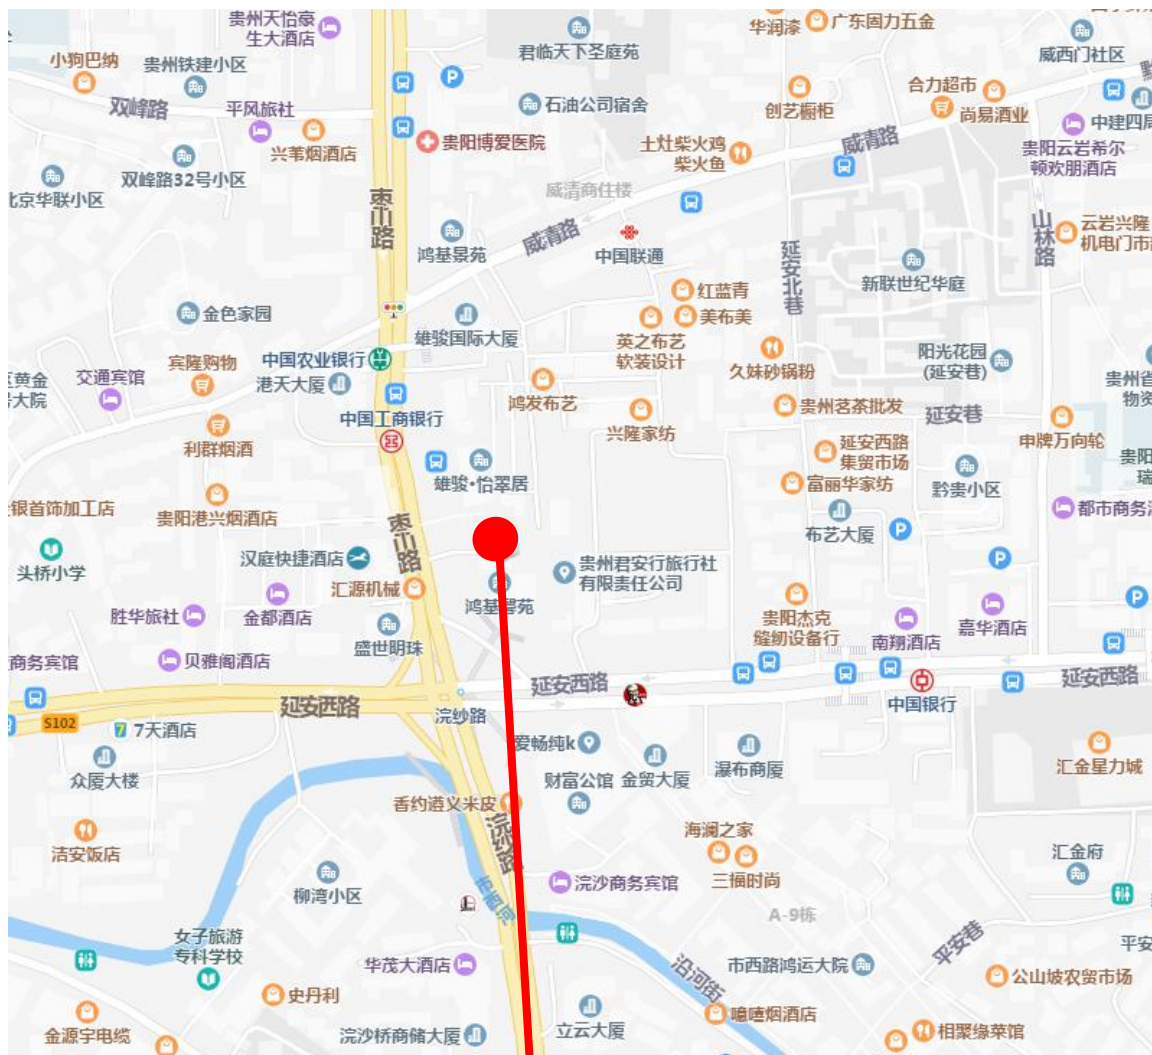 贵州天怡豪
生大酒店
华润漆
广东固力五金
小狗巴纳
贵州铁建小区
君临天下圣庭苑
威西门社区
双峰路
平风旅社
P
石油公司宿舍
创艺橱柜
合力超市
尚易酒业
中建四局
兴苇烟酒店
贵阳博爱医院
土灶柴火鸡
柴火鱼
威青路
贵阳云岩希尔
顿欢朋酒店
双峰路32号小区
北京华联小区
枣山路
威清商住楼
山林路
云岩兴隆
机电门市
鸿基景苑
威青路
中国联通
延安北巷
新联世纪华庭
红蓝青
金色家园
美布美
雄骏国际大厦
英之布艺
软装设计
中国农业银行
宾隆购物
久妹砂锅粉
阳光花园
(延安巷)
黄金
大院
交通宾馆
港天大厦
鸿发布艺
贵州省
物资
中国工商银行
兴隆家纺
贵州茗茶批发
延安巷
申牌万向轮
利群烟酒
延安西路
集贸市场
雄骏·怡翠居
富丽华家纺
黔贵小区
贵阳
瑞
银首饰加工店
贵阳港兴烟酒店
枣山路
布艺大厦
P
都市商务
头桥小学
汉庭快捷酒店
贵州君安行旅行社
有限责任公司
P
汇源机械
鸿基馨苑
P
胜华旅社
金都酒店
贵阳杰克
缝纫设备行
南翔酒店
嘉华酒店
盛世明珠
商务宾馆
贝雅阁酒店
延安西路
延安西路
延安西路
中国银行
S102
7天酒店
浣纱路
爱畅纯k
众厦大楼
财富公馆
金贸大厦
瀑布商厦
汇金星力城
香约遵义米皮
浣纱路
洁安饭店
海澜之家
三福时尚
汇金府
柳湾小区
市西河
浣沙商务宾馆
A-9栋
女子旅游
专科学校
平安巷
平安
华茂大酒店
沿河街
市西路鸿运大院
公山坡农贸市场
史丹利
金源宇电缆
浣沙桥商储大厦
立云大厦
嘻嘻烟酒店
相聚缘菜馆